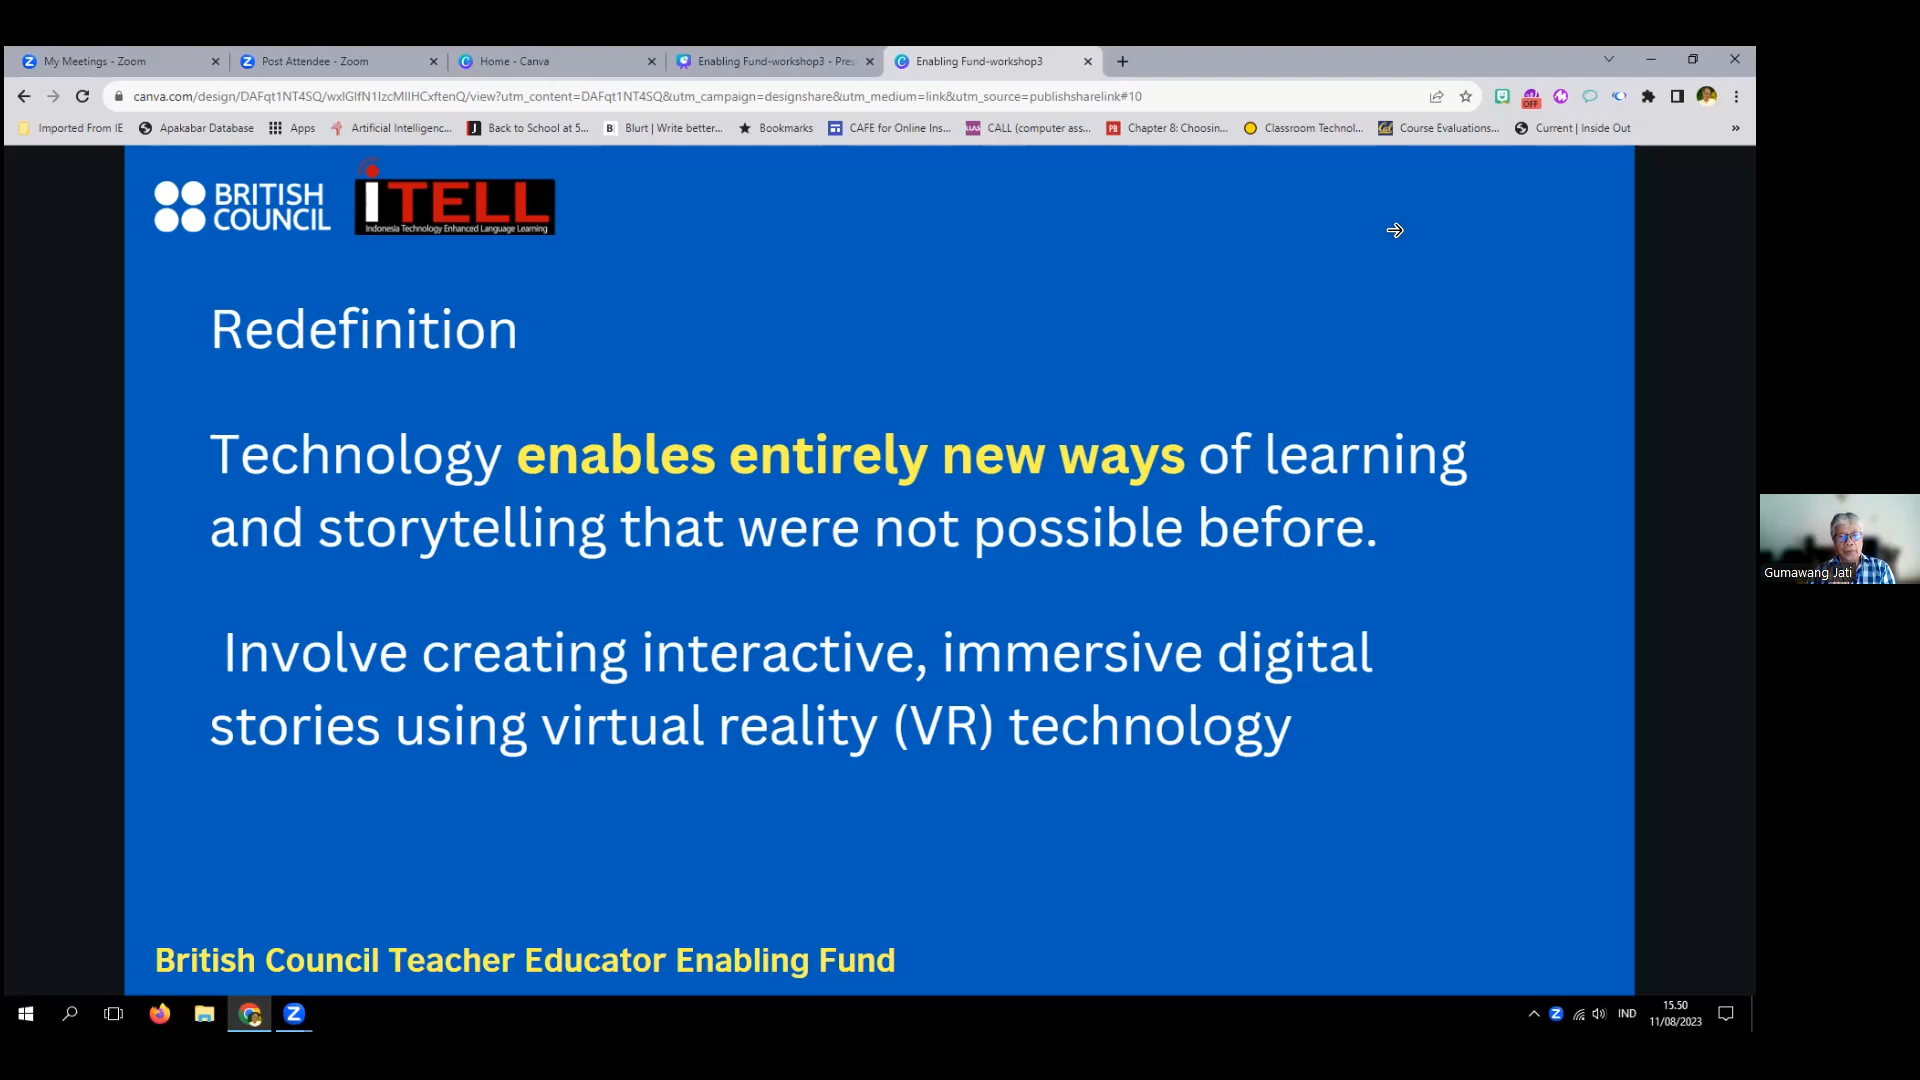 My Meetings - Zoom
Post Attendee - Zoom
Home - Canva
Enabling Fund-workshop3 - Pres
Enabling Fund-workshop3
canva.com/design/DAFqt1NT4SQ/wxlGlfN1IzcMIlHCxftenQ/view?utm_content=DAFqt1NT4SQ&utm_campaign=designshare&utm_medium=link&utm_source=publishsharelink#10
OFF
Imported From IE
Apakabar Database
Apps
Artificial Intelligenc...
Back to School at 5...
Blurt | Write better...
Bookmarks
CAFE for Online Ins...
CALL (computer ass...
Chapter 8: Choosin...
Classroom Technol...
Course Evaluations...
Current | Inside Out
BRITISH
COUNCIL
iTELL
Indonesia Technology Enhanced Language Learning
Redefinition
Technology enables entirely new ways of learning
and storytelling that were not possible before.
Involve creating interactive, immersive digital
stories using virtual reality (VR) technology
British Council Teacher Educator Enabling Fund
Gumawang Jati
IND
15.50
11/08/2023